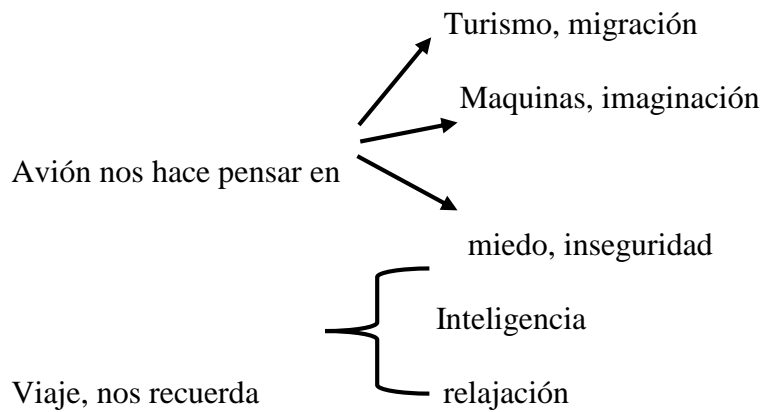 Turismo, migración
Maquinas, imaginación
Avión nos hace pensar en
miedo, inseguridad
Inteligencia
Viaje, nos recuerda
relajación